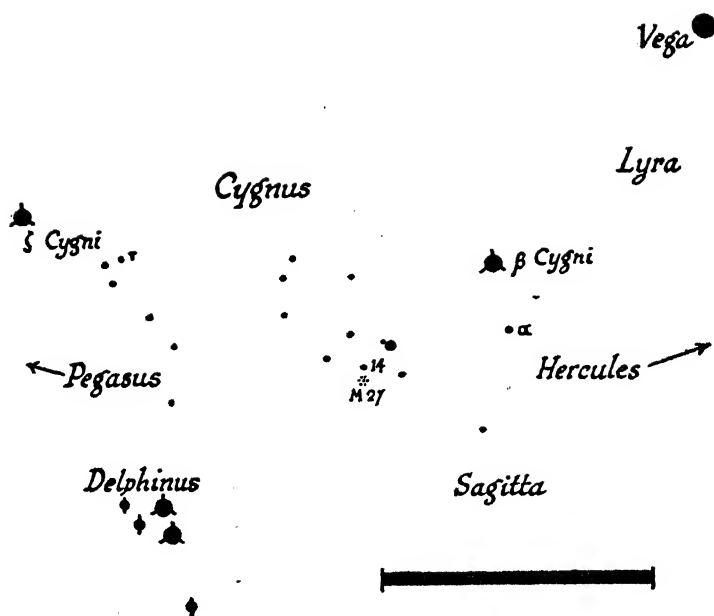 Vega
Lyra
Cygnus
ζ Cygni
T
β Cygni
α
Pegasus
14
M 27
Hercules
Delphinus
Sagitta